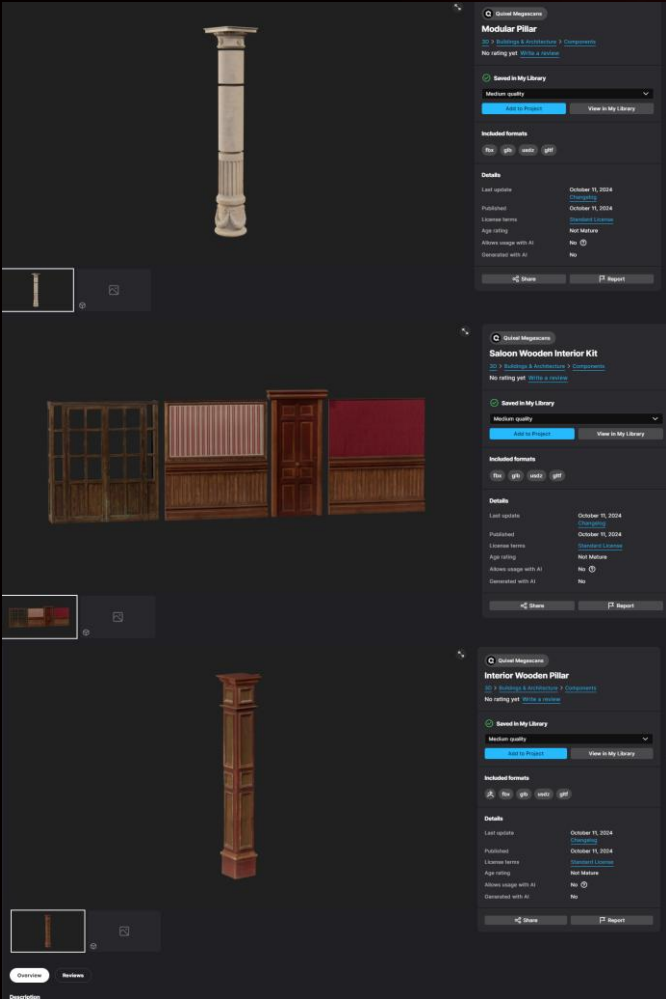 Quixel Megascans
Modular Pillar
3D > Buildings & Architecture > Components
No rating yet Write a review
Saved in My Library
Medium quality
Add to Project View in My Library
Included formats
fbx glb usdz gltf
Details
Last update October 11, 2024
Changelog
Published October 11, 2024
License terms Standard License
Age rating Not Mature
Allows usage with AI No
Generated with AI No
Share Report
Quixel Megascans
Saloon Wooden Interior Kit
3D > Buildings & Architecture > Components
No rating yet Write a review
Saved in My Library
Medium quality
Add to Project View in My Library
Included formats
fbx glb usdz gltf
Details
Last update October 11, 2024
Changelog
Published October 11, 2024
License terms Standard License
Age rating Not Mature
Allows usage with AI No
Generated with AI No
Share Report
Quixel Megascans
Interior Wooden Pillar
3D > Buildings & Architecture > Components
No rating yet Write a review
Saved in My Library
Medium quality
Add to Project View in My Library
Included formats
fbx glb usdz gltf
Details
Last update October 11, 2024
Changelog
Published October 11, 2024
License terms Standard License
Age rating Not Mature
Allows usage with AI No
Generated with AI No
Share Report
Overview Reviews
Description